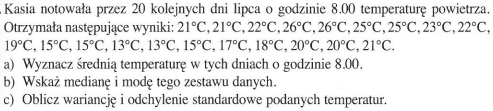 Kasia notowała przez 20 kolejnych dni lipca o godzinie 8.00 temperaturę powietrza.
Otrzymała następujące wyniki: 21°C, 21°C, 22°C, 26°C, 26°C, 25°C, 25°C, 23°C, 22°C,
19°C, 15°C, 15°C, 13°C, 13°C, 15°C, 17°C, 18°C, 20°C, 20°C, 21°C.
a) Wyznacz średnią temperaturę w tych dniach o godzinie 8.00.
b) Wskaż medianę i modę tego zestawu danych.
c) Oblicz wariancję i odchylenie standardowe podanych temperatur.